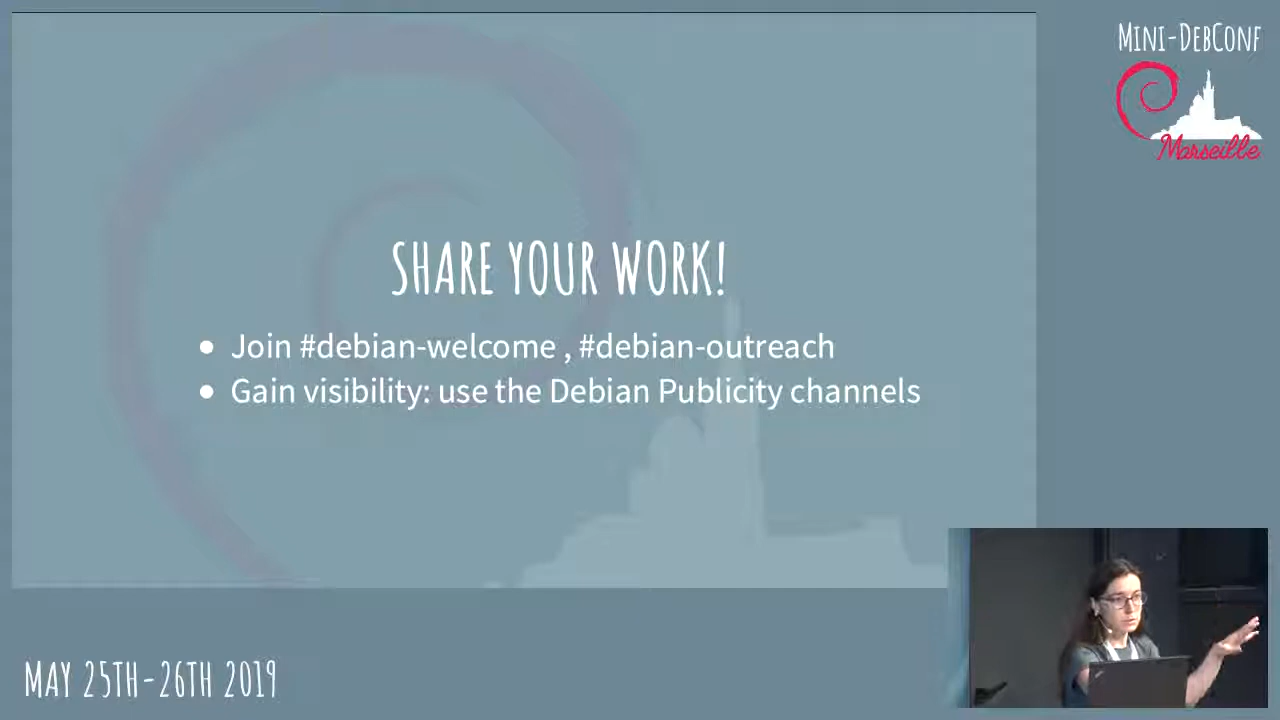 MINI-DEBCONF
Marseille
SHARE YOUR WORK!
• Join #debian-welcome , #debian-outreach
• Gain visibility: use the Debian Publicity channels
MAY 25TH-26TH 2019